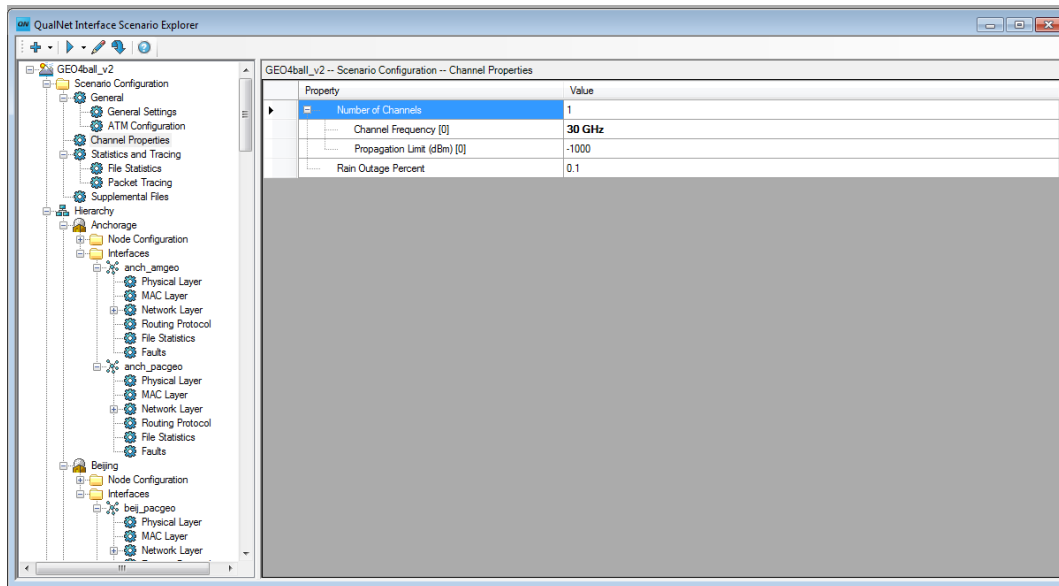 QN QualNet Interface Scenario Explorer
GEO4ball_v2
Scenario Configuration
General
General Settings
ATM Configuration
Channel Properties
Statistics and Tracing
File Statistics
Packet Tracing
Supplemental Files
Hierarchy
Anchorage
Node Configuration
Interfaces
anch_amgeo
Physical Layer
MAC Layer
Network Layer
Routing Protocol
File Statistics
Faults
anch_pacgeo
Physical Layer
MAC Layer
Network Layer
Routing Protocol
File Statistics
Faults
Beijing
Node Configuration
Interfaces
beij_pacgeo
Physical Layer
MAC Layer
Network Layer
GEO4ball_v2 -- Scenario Configuration -- Channel Properties
Property Value
Number of Channels 1
Channel Frequency [0] 30 GHz
Propagation Limit (dBm) [0] -1000
Rain Outage Percent 0.1